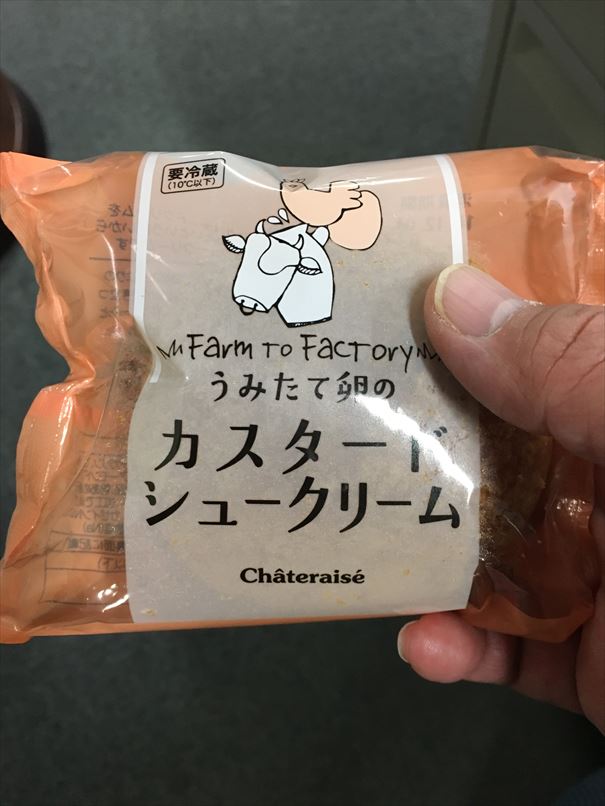 要冷蔵
(10℃以下)
Farm To Factory
うみたて卵の
カスタード
シュークリーム
Châteraisé